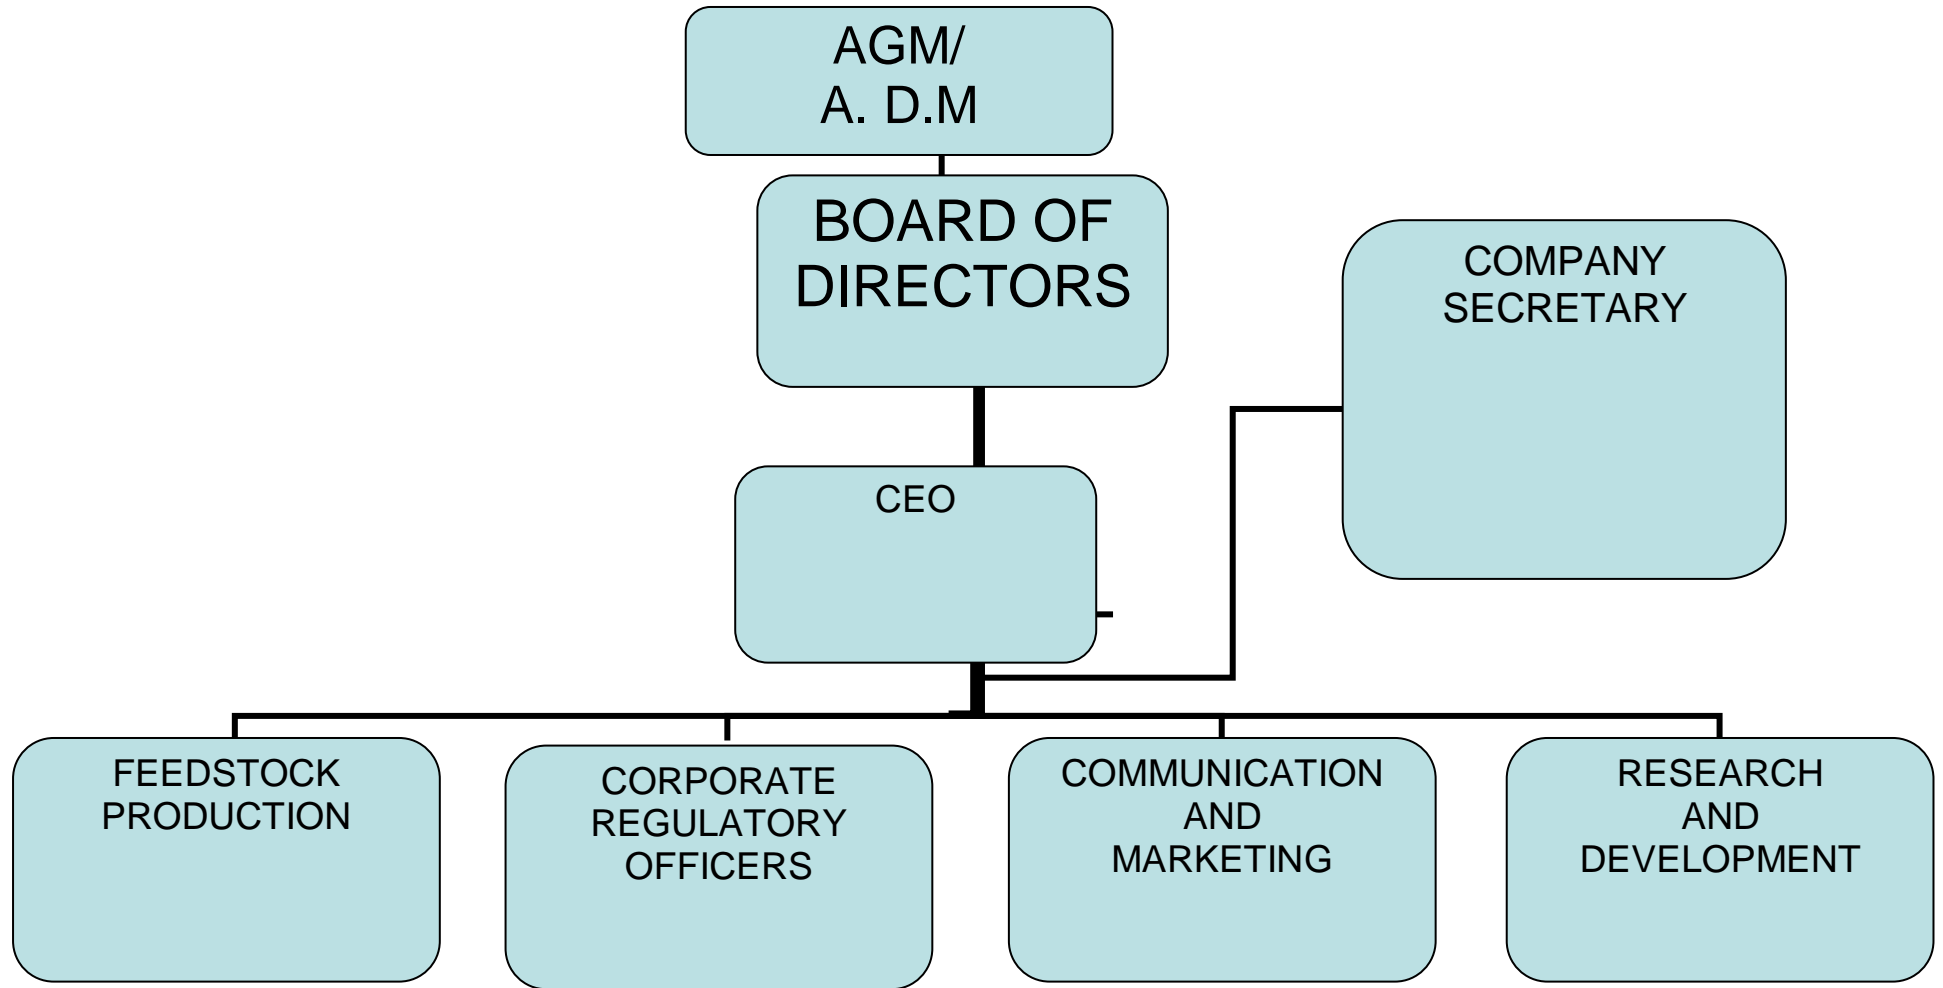 AGM/
A. D.M
BOARD OF
DIRECTORS
COMPANY
SECRETARY
CEO
FEEDSTOCK
PRODUCTION
CORPORATE
REGULATORY
OFFICERS
COMMUNICATION
AND
MARKETING
RESEARCH
AND
DEVELOPMENT